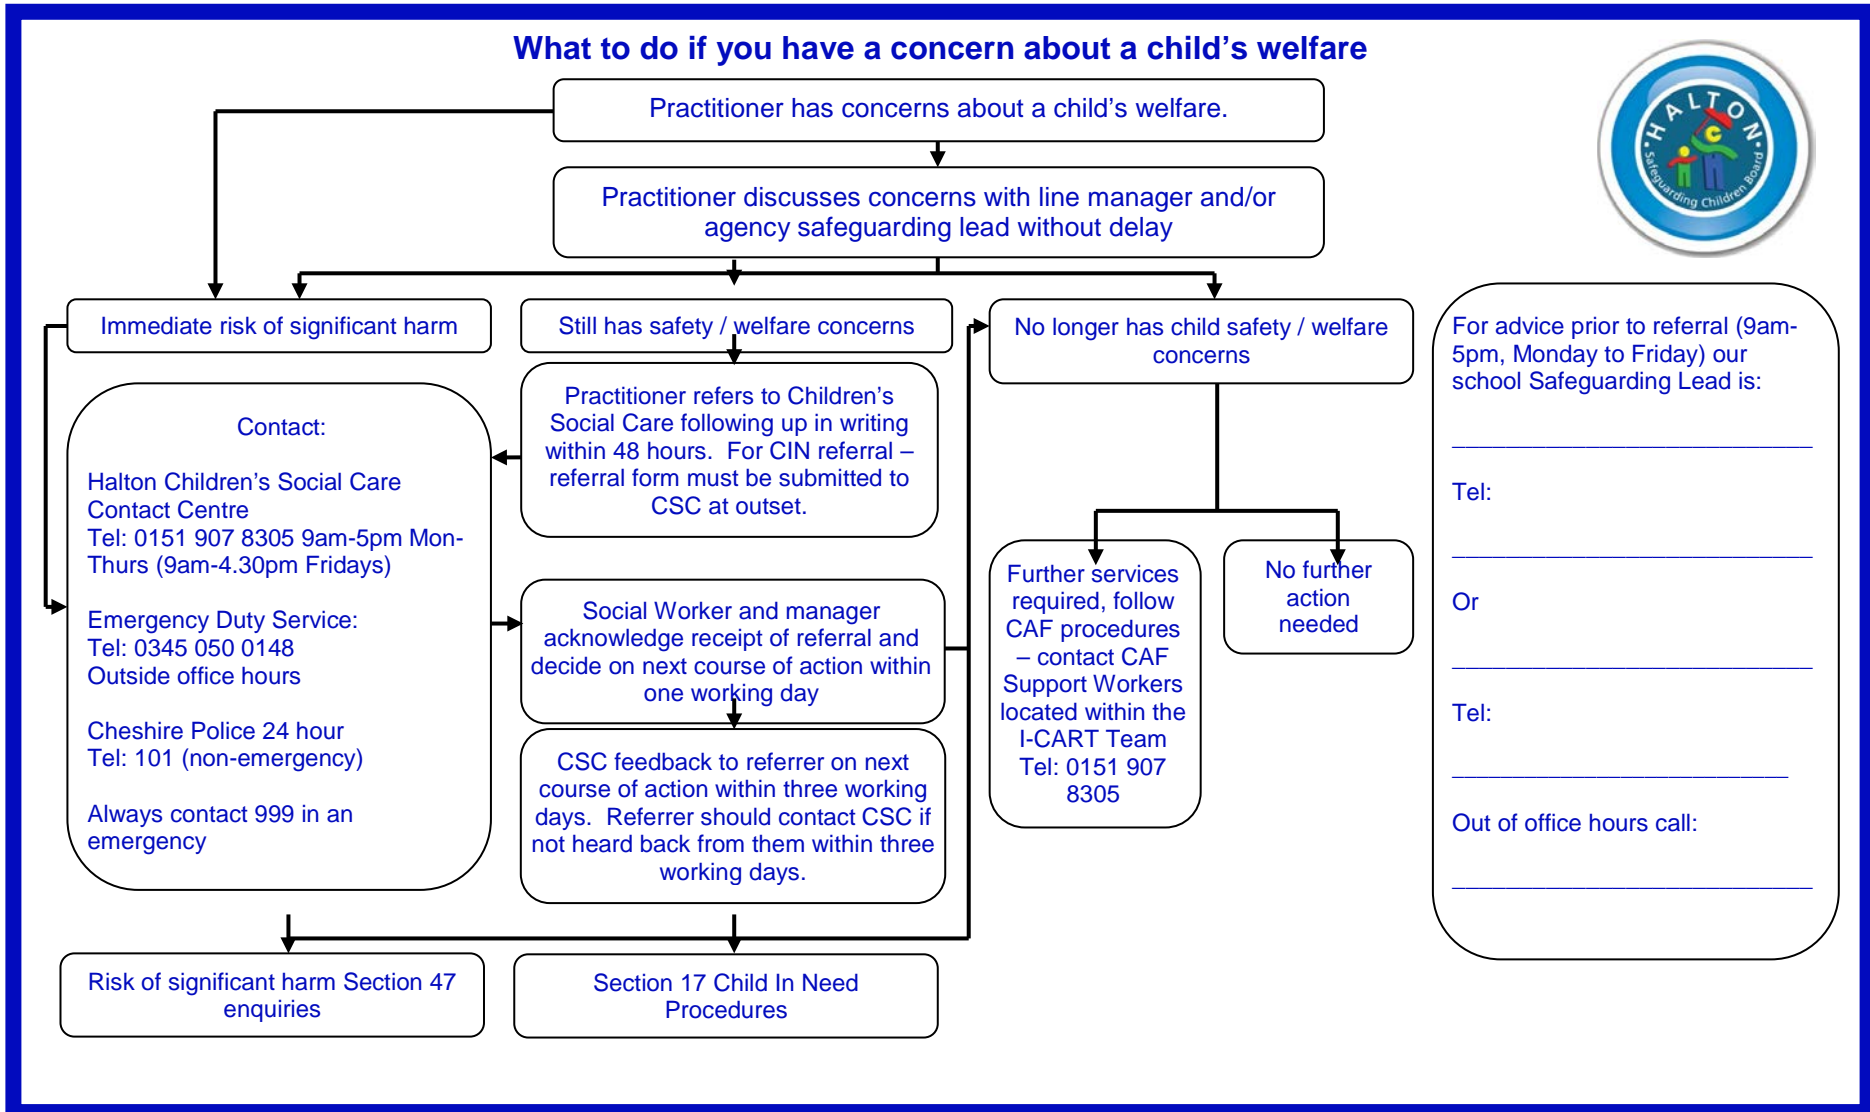 What to do if you have a concern about a child's welfare
HALTON
Safeguarding Children Board
Practitioner has concerns about a child's welfare.
Practitioner discusses concerns with line manager and/or
agency safeguarding lead without delay
Immediate risk of significant harm
Still has safety / welfare concerns
No longer has child safety / welfare
concerns
Contact:
Halton Children's Social Care
Contact Centre
Tel: 0151 907 8305 9am-5pm Mon-
Thurs (9am-4.30pm Fridays)
Emergency Duty Service:
Tel: 0345 050 0148
Outside office hours
Cheshire Police 24 hour
Tel: 101 (non-emergency)
Always contact 999 in an
emergency
Practitioner refers to Children's
Social Care following up in writing
within 48 hours.  For CIN referral –
referral form must be submitted to
CSC at outset.
Social Worker and manager
acknowledge receipt of referral and
decide on next course of action within
one working day
CSC feedback to referrer on next
course of action within three working
days.  Referrer should contact CSC if
not heard back from them within three
working days.
Further services
required, follow
CAF procedures
– contact CAF
Support Workers
located within the
I-CART Team
Tel: 0151 907
8305
No further
action
needed
For advice prior to referral (9am-
5pm, Monday to Friday) our
school Safeguarding Lead is:
Tel:
Or
Tel:
Out of office hours call:
Risk of significant harm Section 47
enquiries
Section 17 Child In Need
Procedures